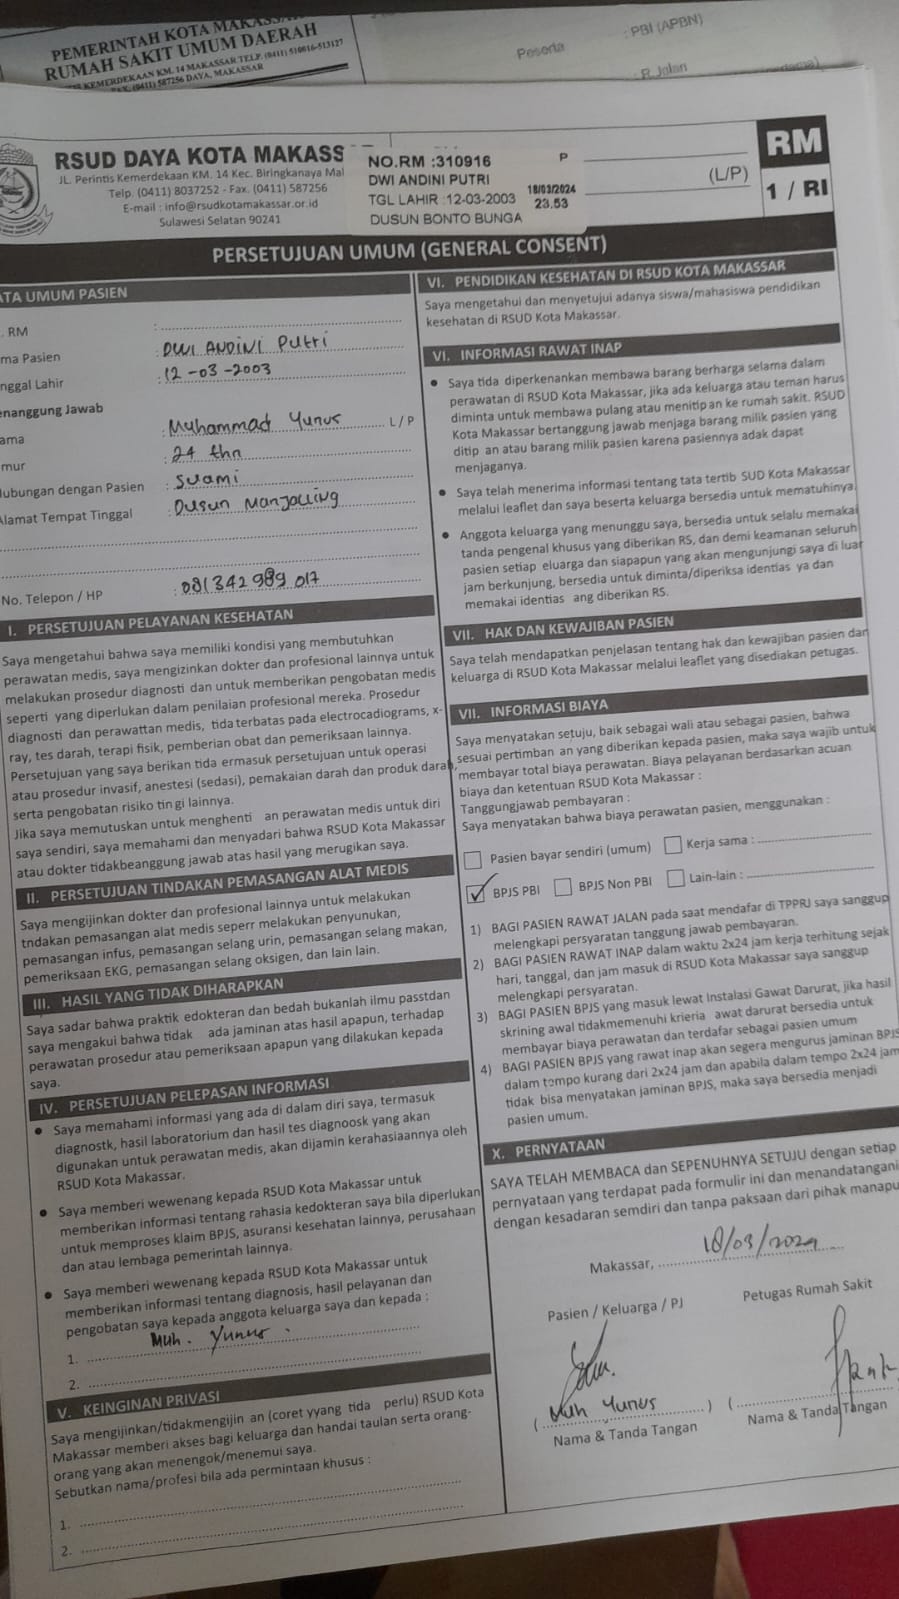 PEMERINTAH KOTA MAKASSAR
RUMAH SAKIT UMUM DAERAH
KEMERDEKAAN KM. 14 MAKASSAR TELP. (0411) 510816-513127
FAX. (0411) 587256 DAYA, MAKASSAR
Peserta : PBI (APBN)
: R.Jalan
RSUD DAYA KOTA MAKASS
JL. Perintis Kemerdekaan KM. 14 Kec. Biringkanaya Mak
Telp. (0411) 8037252 - Fax. (0411) 587256
E-mail : info@rsudkotamakassar.or.id
Sulawesi Selatan 90241
NO.RM :310916 P
DWI ANDINI PUTRI
TGL LAHIR :12-03-2003
18/03/2024
23.53
DUSUN BONTO BUNGA
(L/P)
RM
1 / RI
PERSETUJUAN UMUM (GENERAL CONSENT)
ATA UMUM PASIEN
. RM :
ma Pasien : DWI ANDINI Putri
nggal Lahir : 12 -03 -2003
enanggung Jawab
ama : Muhammad Yunus L / P
mur : 24 thn
ubungan dengan Pasien : Suami
Alamat Tempat Tinggal : Dusun Manjalling
No. Telepon / HP : 081 342 989 017
I. PERSETUJUAN PELAYANAN KESEHATAN
Saya mengetahui bahwa saya memiliki kondisi yang membutuhkan
perawatan medis, saya mengizinkan dokter dan profesional lainnya untuk
melakukan prosedur diagnosti dan untuk memberikan pengobatan medis
seperti yang diperlukan dalam penilaian profesional mereka. Prosedur
diagnosti dan perawattan medis, tida terbatas pada electrocadiograms, x-
ray, tes darah, terapi fisik, pemberian obat dan pemeriksaan lainnya.
Persetujuan yang saya berikan tida ermasuk persetujuan untuk operasi
atau prosedur invasif, anestesi (sedasi), pemakaian darah dan produk darah,
serta pengobatan risiko tin gi lainnya.
Jika saya memutuskan untuk menghenti an perawatan medis untuk diri
saya sendiri, saya memahami dan menyadari bahwa RSUD Kota Makassar
atau dokter tidakbeanggung jawab atas hasil yang merugikan saya.
II. PERSETUJUAN TINDAKAN PEMASANGAN ALAT MEDIS
Saya mengijinkan dokter dan profesional lainnya untuk melakukan
tndakan pemasangan alat medis seperr melakukan penyunukan,
pemasangan infus, pemasangan selang urin, pemasangan selang makan,
pemeriksaan EKG, pemasangan selang oksigen, dan lain lain.
III. HASIL YANG TIDAK DIHARAPKAN
Saya sadar bahwa praktik edokteran dan bedah bukanlah ilmu passtdan
saya mengakui bahwa tidak ada jaminan atas hasil apapun, terhadap
perawatan prosedur atau pemeriksaan apapun yang dilakukan kepada
saya.
IV. PERSETUJUAN PELEPASAN INFORMASI
• Saya memahami informasi yang ada di dalam diri saya, termasuk
diagnostk, hasil laboratorium dan hasil tes diagnoosk yang akan
digunakan untuk perawatan medis, akan dijamin kerahasiaannya oleh
RSUD Kota Makassar.
• Saya memberi wewenang kepada RSUD Kota Makassar untuk
memberikan informasi tentang rahasia kedokteran saya bila diperlukan
untuk memproses klaim BPJS, asuransi kesehatan lainnya, perusahaan
dan atau lembaga pemerintah lainnya.
• Saya memberi wewenang kepada RSUD Kota Makassar untuk
memberikan informasi tentang diagnosis, hasil pelayanan dan
pengobatan saya kepada anggota keluarga saya dan kepada :
1. Muh. Yunus.
2.
V. KEINGINAN PRIVASI
Saya mengijinkan/tidakmengijin an (coret yyang tida perlu) RSUD Kota
Makassar memberi akses bagi keluarga dan handai taulan serta orang-
orang yang akan menengok/menemui saya.
Sebutkan nama/profesi bila ada permintaan khusus :
1.
2.
VI. PENDIDIKAN KESEHATAN DI RSUD KOTA MAKASSAR
Saya mengetahui dan menyetujui adanya siswa/mahasiswa pendidikan
kesehatan di RSUD Kota Makassar.
VI. INFORMASI RAWAT INAP
• Saya tida diperkenankan membawa barang berharga selama dalam
perawatan di RSUD Kota Makassar, jika ada keluarga atau teman harus
diminta untuk membawa pulang atau menitip an ke rumah sakit. RSUD
Kota Makassar bertanggung jawab menjaga barang milik pasien yang
ditip an atau barang milik pasien karena pasiennya adak dapat
menjaganya.
• Saya telah menerima informasi tentang tata tertib SUD Kota Makassar
melalui leaflet dan saya beserta keluarga bersedia untuk mematuhinya
• Anggota keluarga yang menunggu saya, bersedia untuk selalu memakai
tanda pengenal khusus yang diberikan RS, dan demi keamanan seluruh
pasien setiap eluarga dan siapapun yang akan mengunjungi saya di luar
jam berkunjung, bersedia untuk diminta/diperiksa identias ya dan
memakai identias ang diberikan RS.
VII. HAK DAN KEWAJIBAN PASIEN
Saya telah mendapatkan penjelasan tentang hak dan kewajiban pasien dan
keluarga di RSUD Kota Makassar melalui leaflet yang disediakan petugas.
VII. INFORMASI BIAYA
Saya menyatakan setuju, baik sebagai wali atau sebagai pasien, bahwa
sesuai pertimban an yang diberikan kepada pasien, maka saya wajib untuk
membayar total biaya perawatan. Biaya pelayanan berdasarkan acuan
biaya dan ketentuan RSUD Kota Makassar :
Tanggungjawab pembayaran :
Saya menyatakan bahwa biaya perawatan pasien, menggunakan :
Pasien bayar sendiri (umum) Kerja sama :
✓ BPJS PBI BPJS Non PBI Lain-lain :
1) BAGI PASIEN RAWAT JALAN pada saat mendafar di TPPRJ saya sanggup
melengkapi persyaratan tanggung jawab pembayaran.
2) BAGI PASIEN RAWAT INAP dalam waktu 2x24 jam kerja terhitung sejak
hari, tanggal, dan jam masuk di RSUD Kota Makassar saya sanggup
melengkapi persyaratan.
3) BAGI PASIEN BPJS yang masuk lewat Instalasi Gawat Darurat, jika hasil
skrining awal tidakmemenuhi krieria awat darurat bersedia untuk
membayar biaya perawatan dan terdafar sebagai pasien umum
4) BAGI PASIEN BPJS yang rawat inap akan segera mengurus jaminan BPJS
dalam tempo kurang dari 2x24 jam dan apabila dalam tempo 2x24 jam
tidak bisa menyatakan jaminan BPJS, maka saya bersedia menjadi
pasien umum.
X. PERNYATAAN
SAYA TELAH MEMBACA dan SEPENUHNYA SETUJU dengan setiap
pernyataan yang terdapat pada formulir ini dan menandatangani
dengan kesadaran semdiri dan tanpa paksaan dari pihak manapu
Makassar, 18/03/2024
Pasien / Keluarga / PJ Petugas Rumah Sakit
( Muh Yunus ) (
Nama & Tanda Tangan Nama & Tanda Tangan